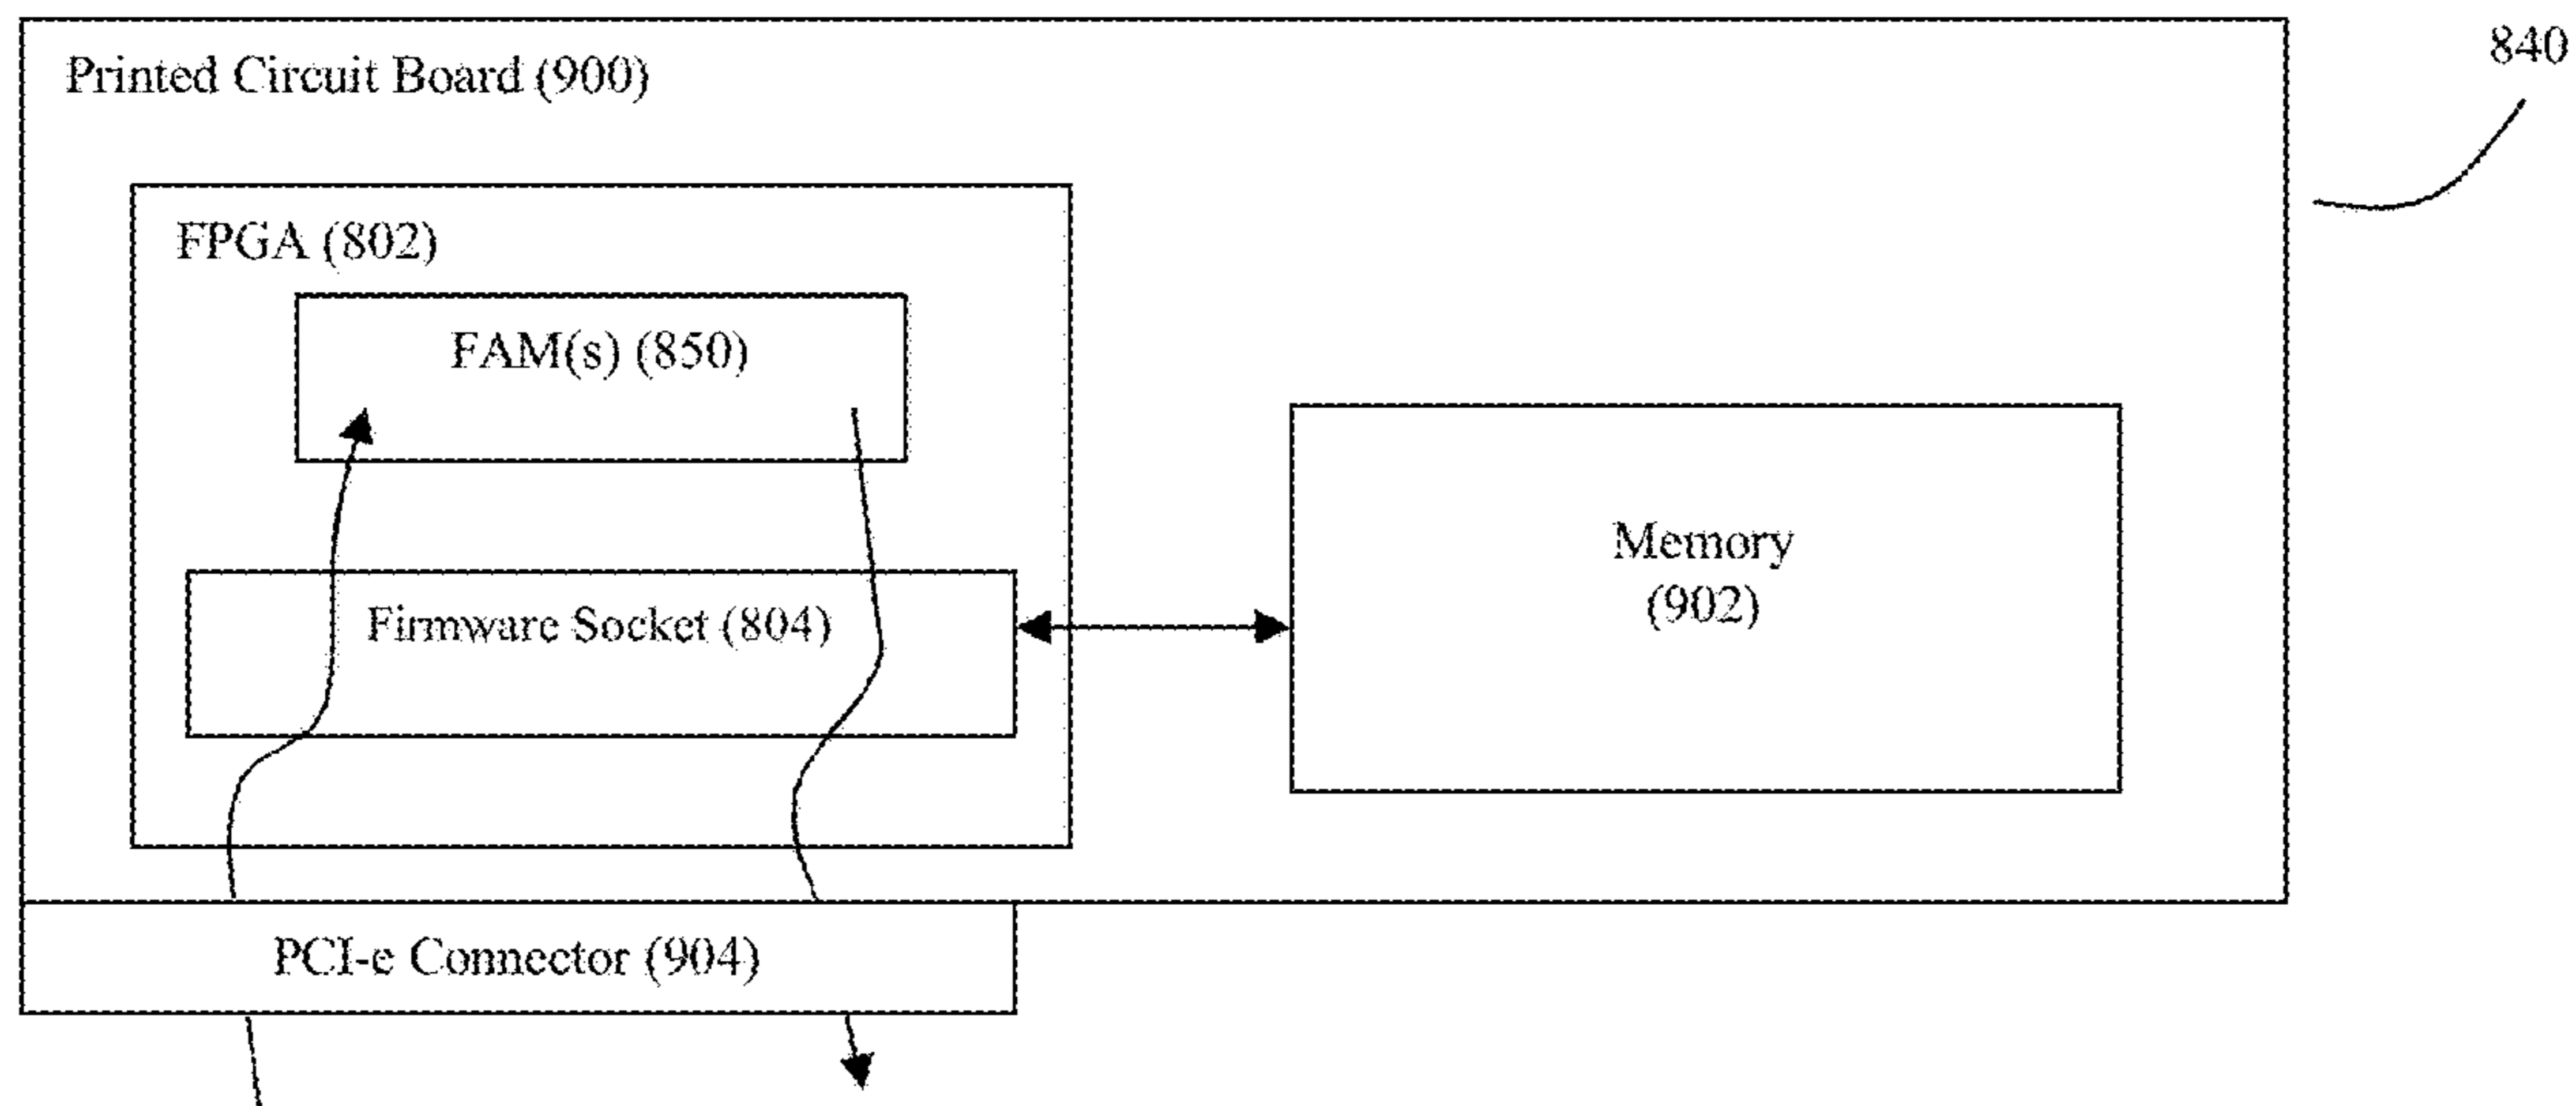 Printed Circuit Board (900)
840
FPGA (802)
FAM(s) (850)
Firmware Socket (804)
Memory
(902)
PCI-e Connector (904)